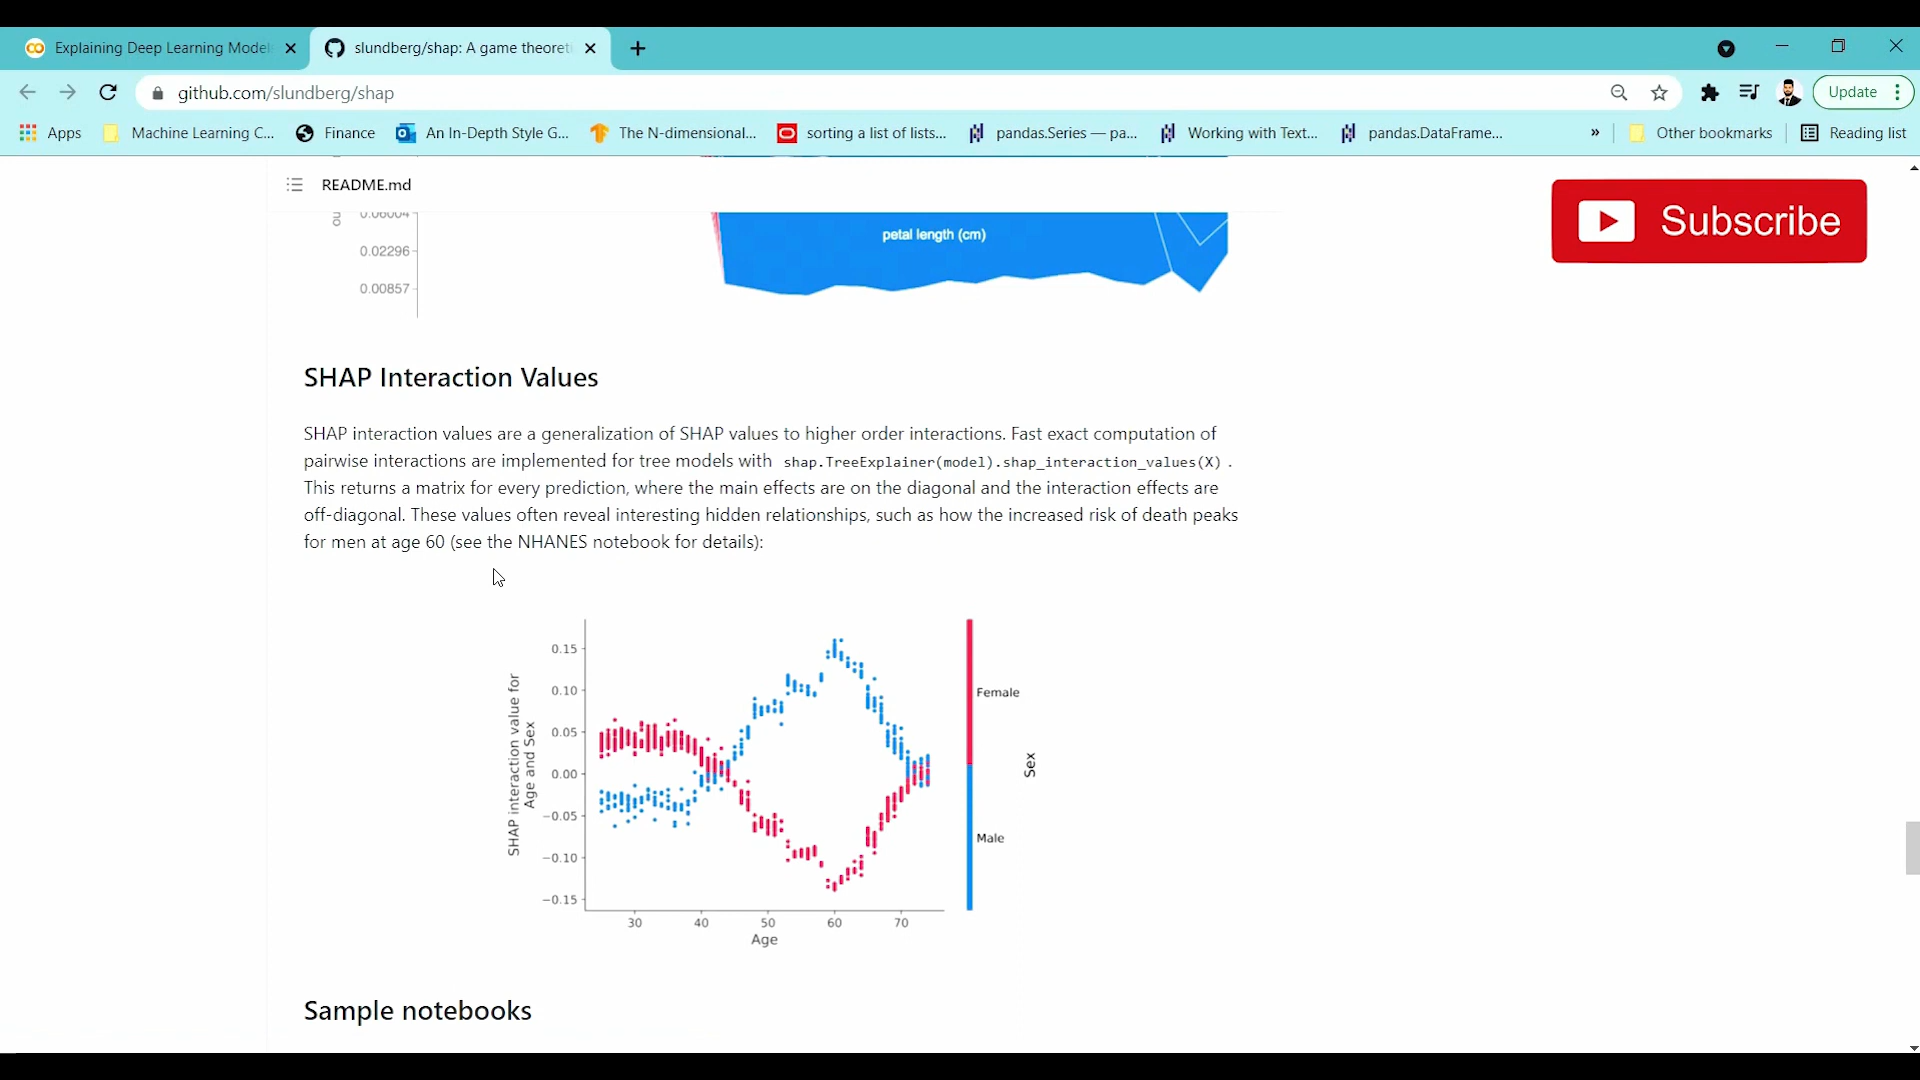 Explaining Deep Learning Model
slundberg/shap: A game theoreti
github.com/slundberg/shap
Update
Apps
Machine Learning C...
Finance
An In-Depth Style G...
The N-dimensional...
sorting a list of lists...
pandas.Series — pa...
Working with Text...
pandas.DataFrame...
»
Other bookmarks
Reading list
README.md
Subscribe
0.06004
0.02296
0.00857
petal length (cm)
SHAP Interaction Values
SHAP interaction values are a generalization of SHAP values to higher order interactions. Fast exact computation of
pairwise interactions are implemented for tree models with shap.TreeExplainer(model).shap_interaction_values(X) .
This returns a matrix for every prediction, where the main effects are on the diagonal and the interaction effects are
off-diagonal. These values often reveal interesting hidden relationships, such as how the increased risk of death peaks
for men at age 60 (see the NHANES notebook for details):
SHAP interaction value for
Age and Sex
0.15
0.10
0.05
0.00
−0.05
−0.10
−0.15
30 40 50 60 70
Age
Female
Male
Sex
Sample notebooks